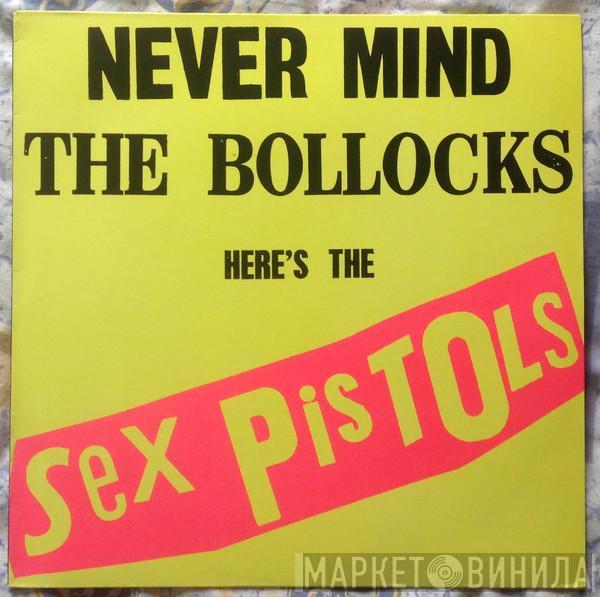 NEVER MIND
THE BOLLOCKS
HERE'S THE
Sex PisTOLS
МАРКЕТ ВИНИЛА